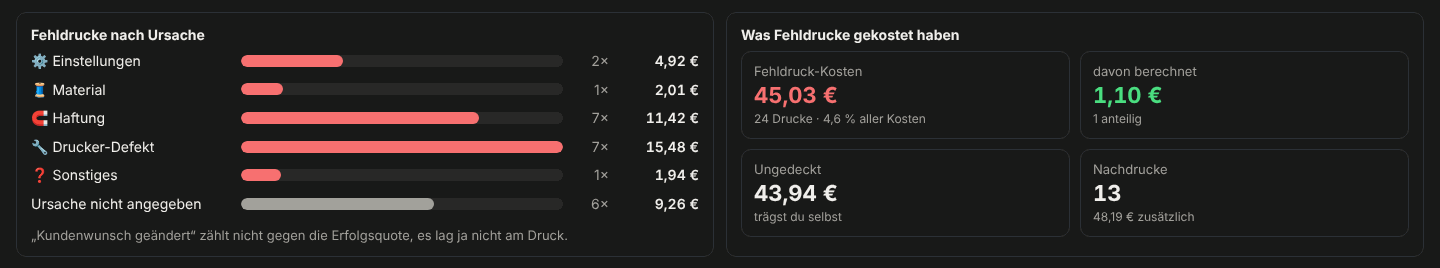 Fehldrucke nach Ursache
Einstellungen 2× 4,92 €
Material 1× 2,01 €
Haftung 7× 11,42 €
Drucker-Defekt 7× 15,48 €
Sonstiges 1× 1,94 €
Ursache nicht angegeben 6× 9,26 €
„Kundenwunsch geändert“ zählt nicht gegen die Erfolgsquote, es lag ja nicht am Druck.
Was Fehldrucke gekostet haben
Fehldruck-Kosten
45,03 €
24 Drucke · 4,6 % aller Kosten
davon berechnet
1,10 €
1 anteilig
Ungedeckt
43,94 €
trägst du selbst
Nachdrucke
13
48,19 € zusätzlich